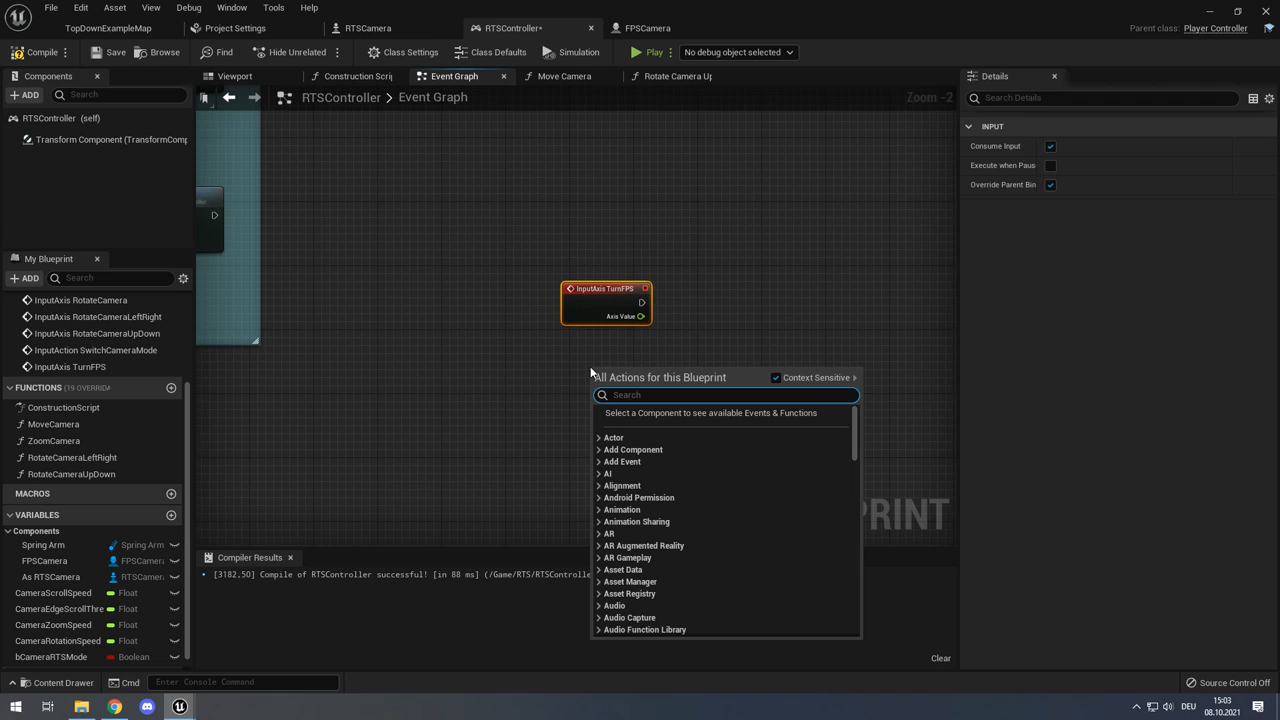 File Edit Asset View Debug Window Tools Help
TopDownExampleMap Project Settings RTSCamera RTSController* FPSCamera Parent class: Player Controller
Compile Save Browse Find Hide Unrelated Class Settings Class Defaults Simulation Play No debug object selected
Components Viewport Construction Scrip Event Graph Move Camera Rotate Camera Up Details
ADD Search RTSController > Event Graph Zoom -2 Search Details
RTSController (self)
INPUT
Transform Component (TransformComp
Consume Input
Execute when Paus
Override Parent Bin
My Blueprint
ADD Search
InputAxis TurnFPS
Axis Value
InputAxis RotateCamera
InputAxis RotateCameraLeftRight
InputAxis RotateCameraUpDown
InputAction SwitchCameraMode
InputAxis TurnFPS
FUNCTIONS (19 OVERRID
ConstructionScript
MoveCamera
ZoomCamera
RotateCameraLeftRight
RotateCameraUpDown
MACROS
VARIABLES
Components
Spring Arm Spring Arm
FPSCamera FPSCamera
As RTSCamera RTSCamera
CameraScrollSpeed Float
CameraEdgeScrollThre Float
CameraZoomSpeed Float
CameraRotationSpeed Float
bCameraRTSMode Boolean
All Actions for this Blueprint Context Sensitive
Search
Select a Component to see available Events & Functions
Actor
Add Component
Add Event
AI
Alignment
Android Permission
Animation
Animation Sharing
AR
AR Augmented Reality
AR Gameplay
Asset Data
Asset Manager
Asset Registry
Audio
Audio Capture
Audio Function Library
PRINT
Compiler Results
[3182,50] Compile of RTSController successful! [in 88 ms] (/Game/RTS/RTSControlle
Clear
Content Drawer Cmd Enter Console Command Source Control Off
DEU 15:03
08.10.2021